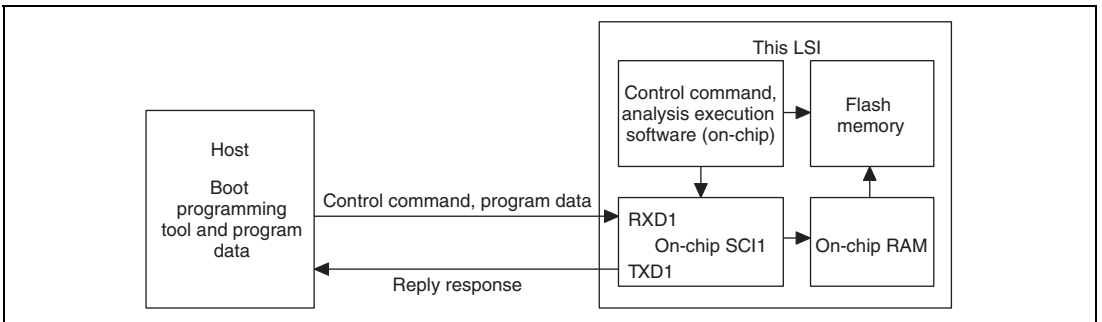 This LSI
Control command,
analysis execution
software (on-chip)
Flash
memory
Host
Boot
programming
tool and program
data
Control command, program data
RXD1
On-chip SCI1
TXD1
On-chip RAM
Reply response